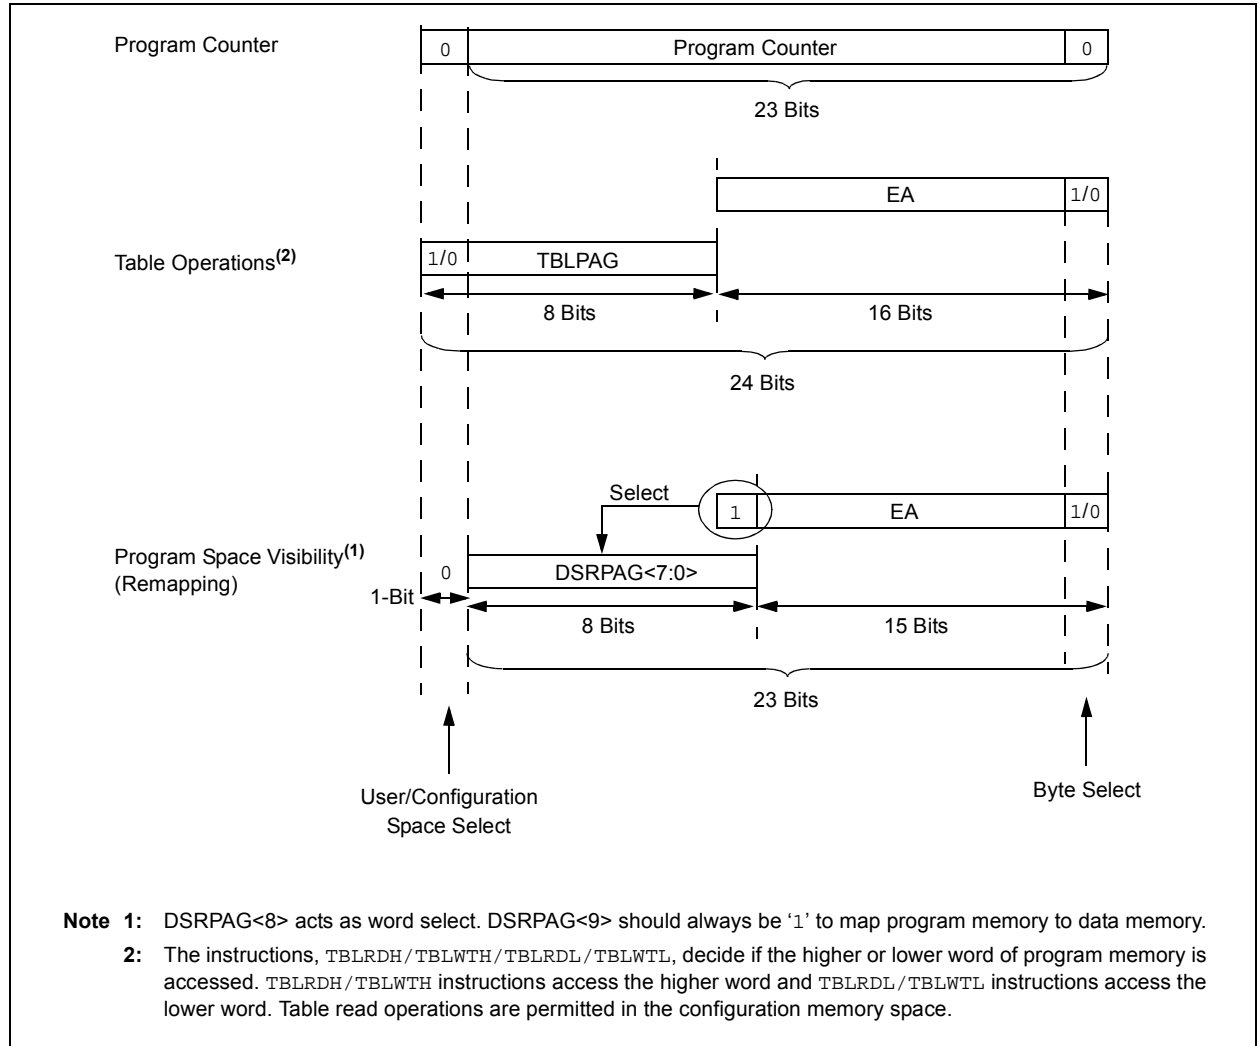 Program Counter
0 Program Counter 0
23 Bits
EA 1/0
Table Operations(2)
1/0 TBLPAG
8 Bits 16 Bits
24 Bits
Select
1 EA 1/0
Program Space Visibility(1)
(Remapping)
0 DSRPAG<7:0>
1-Bit
8 Bits 15 Bits
23 Bits
User/Configuration
Space Select
Byte Select
Note 1: DSRPAG<8> acts as word select. DSRPAG<9> should always be ‘1’ to map program memory to data memory.
2: The instructions, TBLRDH/TBLWTH/TBLRDL/TBLWTL, decide if the higher or lower word of program memory is
accessed. TBLRDH/TBLWTH instructions access the higher word and TBLRDL/TBLWTL instructions access the
lower word. Table read operations are permitted in the configuration memory space.